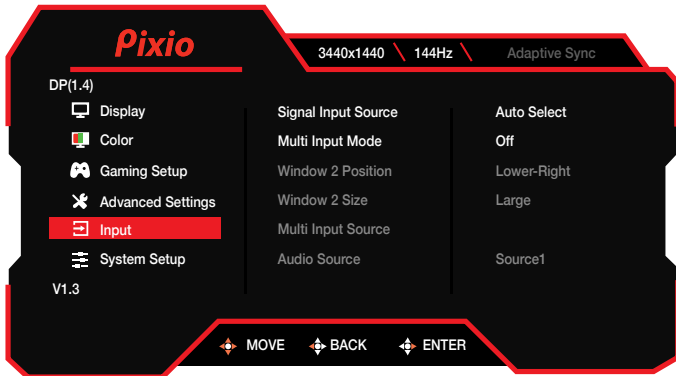 Pixio
3440x1440 144Hz Adaptive Sync
DP(1.4)
Display Signal Input Source Auto Select
Color Multi Input Mode Off
Gaming Setup Window 2 Position Lower-Right
Advanced Settings Window 2 Size Large
Input Multi Input Source
System Setup Audio Source Source1
V1.3
MOVE BACK ENTER